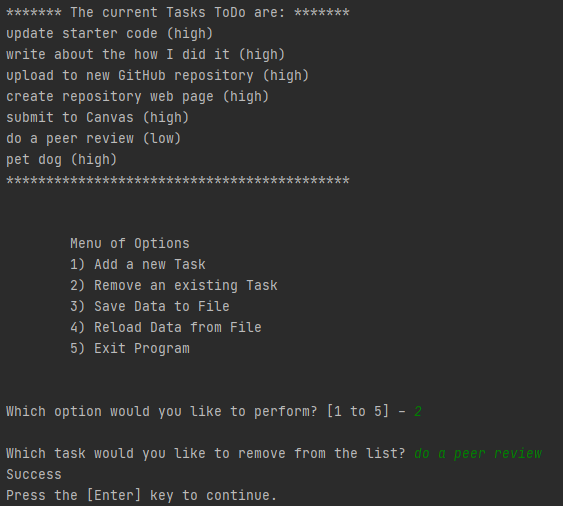 ******* The current Tasks ToDo are: *******
update starter code (high)
write about the how I did it (high)
upload to new GitHub repository (high)
create repository web page (high)
submit to Canvas (high)
do a peer review (low)
pet dog (high)
*******************************************
Menu of Options
1) Add a new Task
2) Remove an existing Task
3) Save Data to File
4) Reload Data from File
5) Exit Program
Which option would you like to perform? [1 to 5] - 2
Which task would you like to remove from the list? do a peer review
Success
Press the [Enter] key to continue.